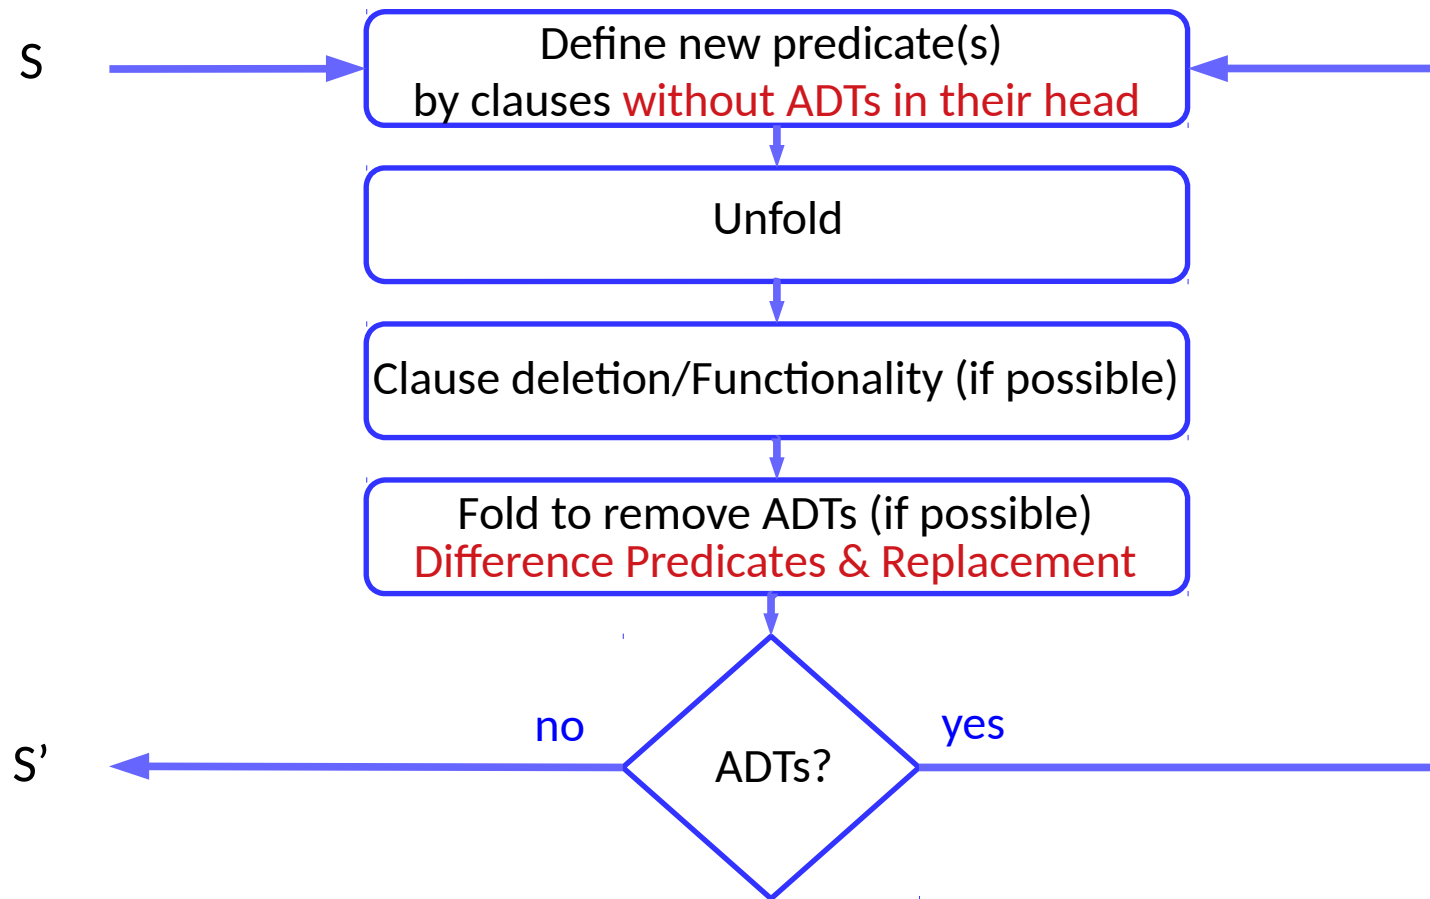 S
Define new predicate(s)
by clauses without ADTs in their head
Unfold
Clause deletion/Functionality (if possible)
Fold to remove ADTs (if possible)
Difference Predicates & Replacement
no
yes
S’
ADTs?